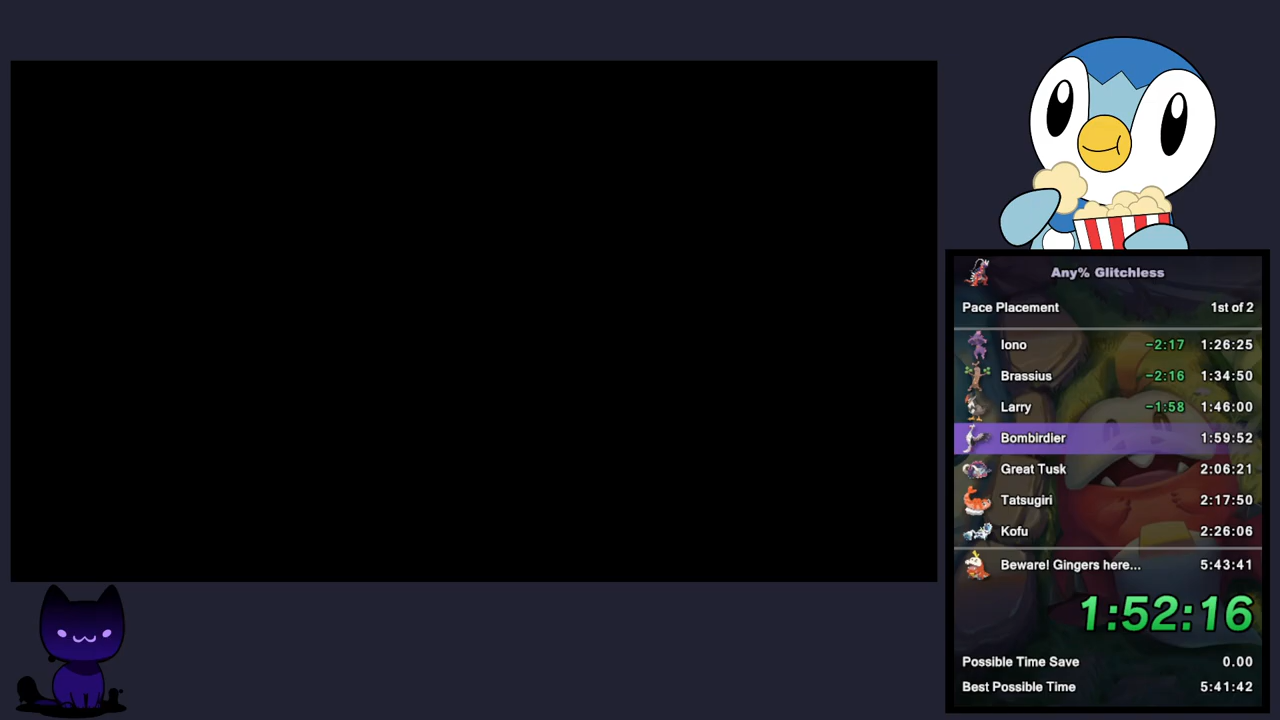 Any% Glitchless
Pace Placement 1st of 2
Iono -2:17 1:26:25
Brassius -2:16 1:34:50
Larry -1:58 1:46:00
Bombirdier 1:59:52
Great Tusk 2:06:21
Tatsugiri 2:17:50
Kofu 2:26:06
Beware! Gingers here... 5:43:41
1:52:16
Possible Time Save 0.00
Best Possible Time 5:41:42